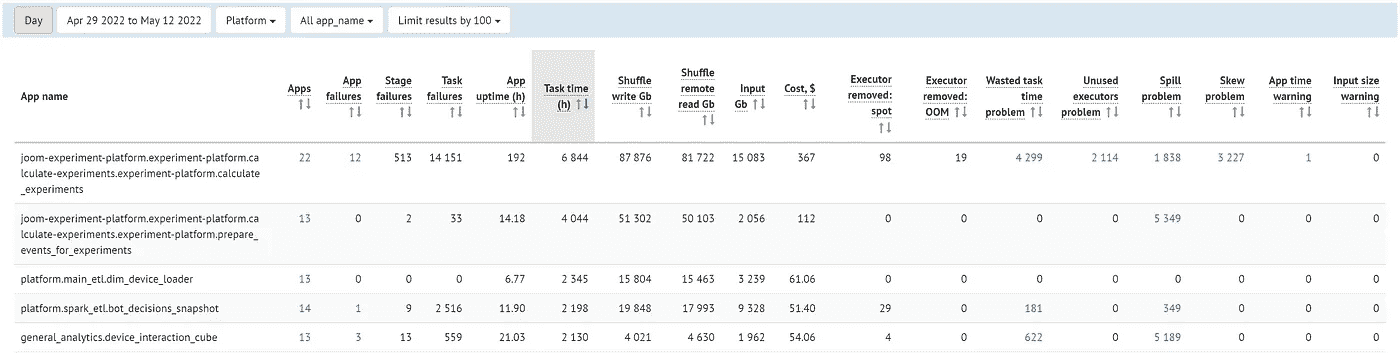 Day Apr 29 2022 to May 12 2022 Platform All app_name Limit results by 100
App name Apps App failures Stage failures Task failures App uptime (h) Task time (h) Shuffle write Gb Shuffle remote read Gb Input Gb Cost, $ Executor removed: spot Executor removed: OOM Wasted task time problem Unused executors problem Spill problem Skew problem App time warning Input size warning
joom-experiment-platform.experiment-platform.ca 22 12 513 14 151 192 6 844 87 876 81 722 15 083 367 98 19 4 299 2 114 1 838 3 227 1 0
lculate-experiments.experiment-platform.calculate
_experiments
joom-experiment-platform.experiment-platform.ca 13 0 2 33 14.18 4 044 51 302 50 103 2 056 112 0 0 0 0 5 349 0 0 0
lculate-experiments.experiment-platform.prepare_
events_for_experiments
platform.main_etl.dim_device_loader 13 0 0 0 6.77 2 345 15 804 15 463 3 239 61.06 0 0 0 0 0 0 0 0
platform.spark_etl.bot_decisions_snapshot 14 1 9 2 516 11.90 2 198 19 848 17 993 9 328 51.40 29 0 181 0 349 0 0 0
general_analytics.device_interaction_cube 13 3 13 559 21.03 2 130 4 021 4 630 1 962 54.06 4 0 622 0 5 189 0 0 0